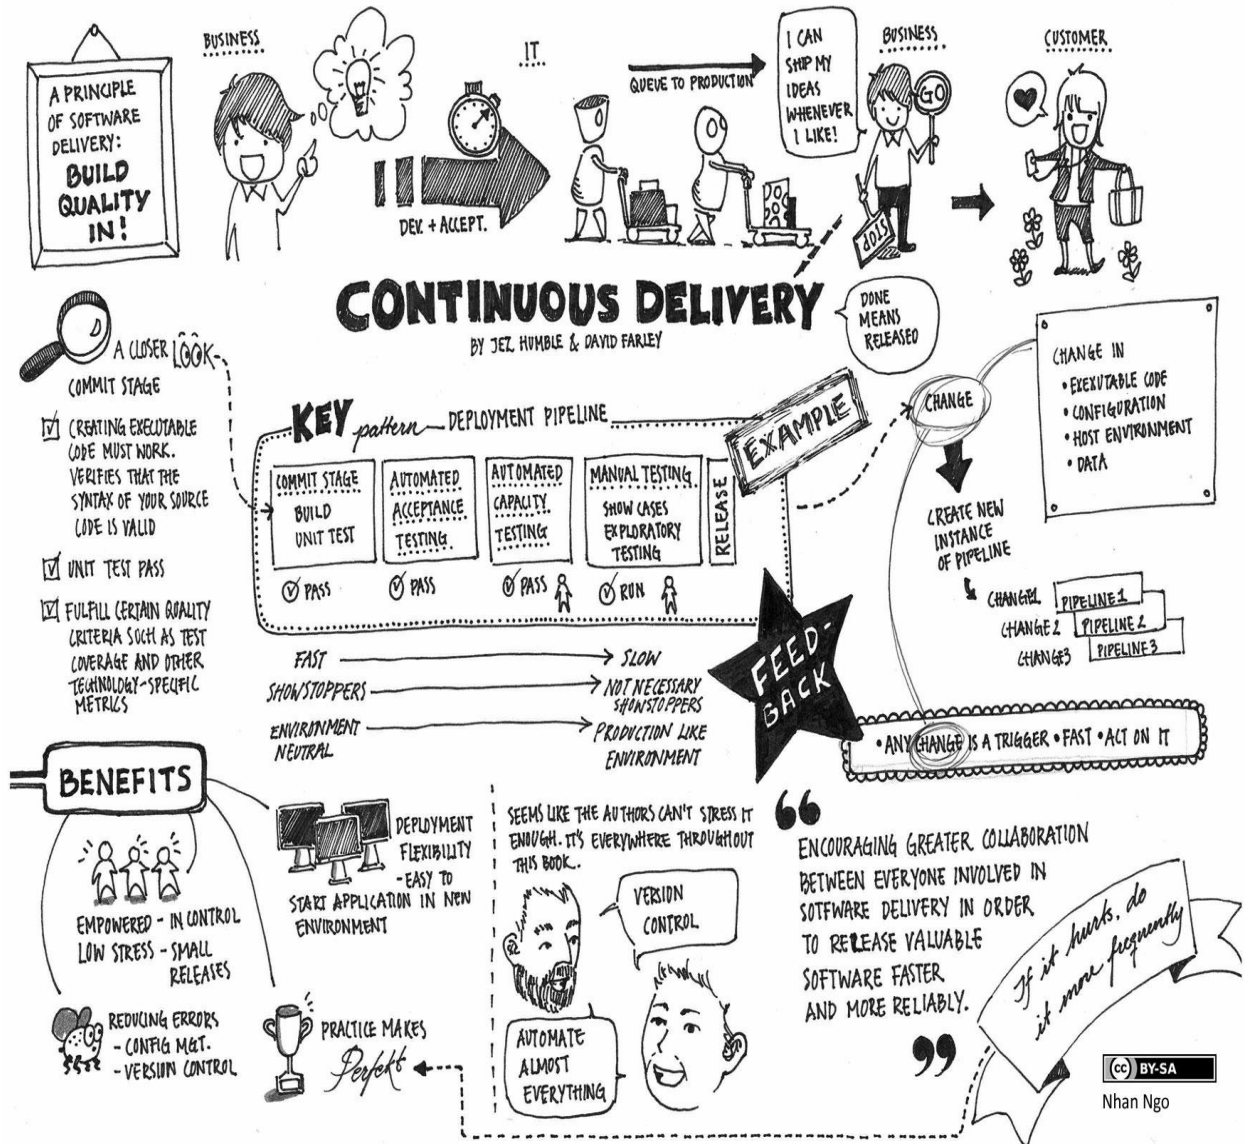 A PRINCIPLE
OF SOFTWARE
DELIVERY:
BUILD
QUALITY
IN!
BUSINESS
IT
DEV. + ACCEPT.
QUEUE TO PRODUCTION
I CAN
SHIP MY
IDEAS
WHENEVER
I LIKE!
BUSINESS
GO
STOP
CUSTOMER
CONTINUOUS DELIVERY
BY JEZ HUMBLE & DAVID FARLEY
DONE
MEANS
RELEASED
A CLOSER LOOK
COMMIT STAGE
CREATING EXECUTABLE
CODE MUST WORK.
VERIFIES THAT THE
SYNTAX OF YOUR SOURCE
CODE IS VALID
UNIT TEST PASS
FULFILL CERTAIN QUALITY
CRITERIA SUCH AS TEST
COVERAGE AND OTHER
TECHNOLOGY-SPECIFIC
METRICS
KEY pattern DEPLOYMENT PIPELINE
EXAMPLE
COMMIT STAGE
BUILD
UNIT TEST
PASS
AUTOMATED
ACCEPTANCE
TESTING
PASS
AUTOMATED
CAPACITY
TESTING
PASS
MANUAL TESTING
SHOW CASES
EXPLORATORY
TESTING
RUN
RELEASE
FAST
SLOW
SHOWSTOPPERS
NOT NECESSARY
SHOWSTOPPERS
ENVIRONMENT
NEUTRAL
PRODUCTION LIKE
ENVIRONMENT
FEED-
BACK
CHANGE
CHANGE IN
• EXEXUTABLE CODE
• CONFIGURATION
• HOST ENVIRONMENT
• DATA
CREATE NEW
INSTANCE
OF PIPELINE
CHANGE1 PIPELINE1
CHANGE2 PIPELINE2
CHANGE3 PIPELINE3
• ANY CHANGE IS A TRIGGER • FAST • ACT ON IT
BENEFITS
EMPOWERED - IN CONTROL
LOW STRESS - SMALL
RELEASES
REDUCING ERRORS
- CONFIG MGT.
- VERSION CONTROL
DEPLOYMENT
FLEXIBILITY
- EASY TO
START APPLICATION IN NEW
ENVIRONMENT
PRACTICE MAKES
Perfekt
SEEMS LIKE THE AUTHORS CAN'T STRESS IT
ENOUGH. IT'S EVERYWHERE THROUGHOUT
THIS BOOK..
VERSION
CONTROL
AUTOMATE
ALMOST
EVERYTHING
“
ENCOURAGING GREATER COLLABORATION
BETWEEN EVERYONE INVOLVED IN
SOTFWARE DELIVERY IN ORDER
TO RELEASE VALUABLE
SOFTWARE FASTER
AND MORE RELIABLY.
”
If it hurts, do
it more frequently
cc BY-SA
Nhan Ngo